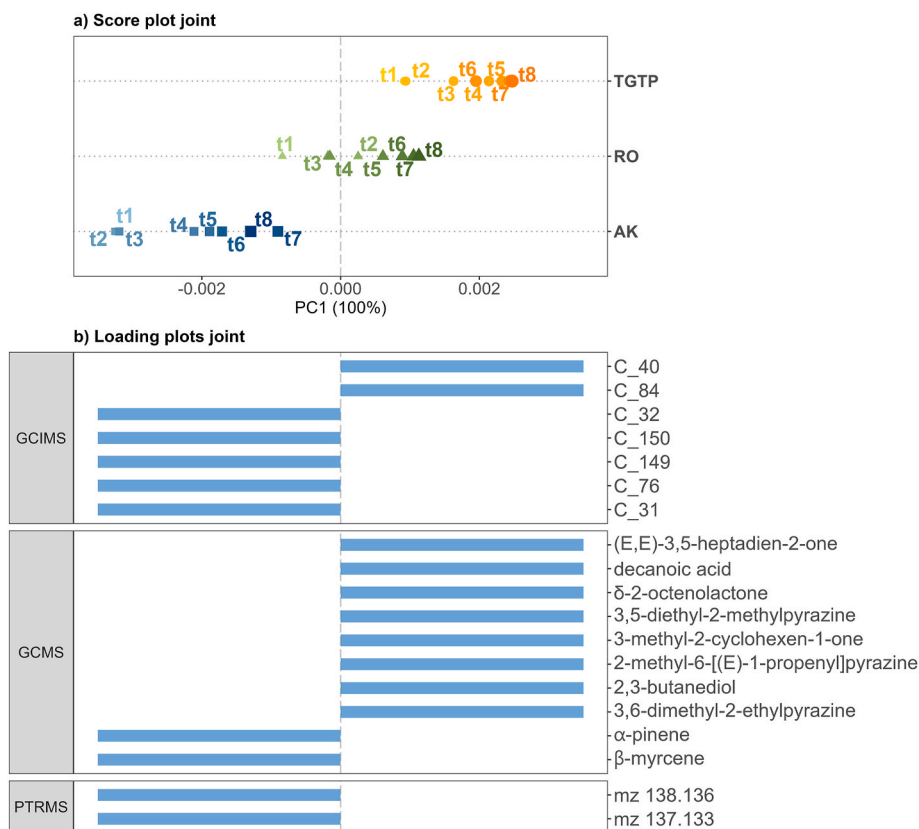 a) Score plot joint
t1 t2 t6 t5 t8
t3 t4 t7
TGTP
t1 t2 t6 t8
t3 t4 t5 t7
RO
t1 t4 t5 t8
t2 t3 t6 t7
AK
-0.002 0.000 0.002
PC1 (100%)
b) Loading plots joint
GCIMS
C_40
C_84
C_32
C_150
C_149
C_76
C_31
GCMS
(E,E)-3,5-heptadien-2-one
decanoic acid
δ-2-octenolactone
3,5-diethyl-2-methylpyrazine
3-methyl-2-cyclohexen-1-one
2-methyl-6-[(E)-1-propenyl]pyrazine
2,3-butanediol
3,6-dimethyl-2-ethylpyrazine
α-pinene
β-myrcene
PTRMS
mz 138.136
mz 137.133